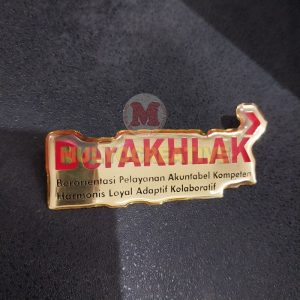 M
BerAKHLAK
Berorientasi Pelayanan Akuntabel Kompeten
Harmonis Loyal Adaptif Kolaboratif